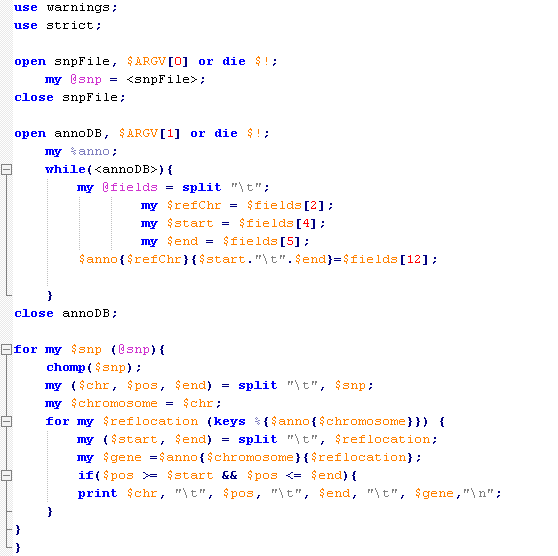 use warnings;
use strict;
open snpFile, $ARGV[0] or die $!;
my @snp = <snpFile>;
close snpFile;
open annoDB, $ARGV[1] or die $!;
my %anno;
while(<annoDB>){
my @fields = split "\t";
my $refChr = $fields[2];
my $start = $fields[4];
my $end = $fields[5];
$anno{$refChr}{$start."\t".$end}=$fields[12];
}
close annoDB;
for my $snp (@snp){
chomp($snp);
my ($chr, $pos, $end) = split "\t", $snp;
my $chromosome = $chr;
for my $reflocation (keys %{$anno{$chromosome}}) {
my ($start, $end) = split "\t", $reflocation;
my $gene =$anno{$chromosome}{$reflocation};
if($pos >= $start && $pos <= $end){
print $chr, "\t", $pos, "\t", $end, "\t", $gene,"\n";
}
}
}